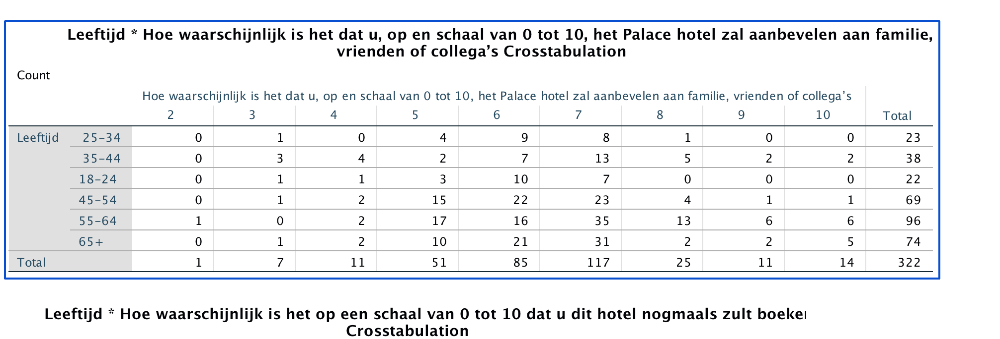 Leeftijd * Hoe waarschijnlijk is het dat u, op en schaal van 0 tot 10, het Palace hotel zal aanbevelen aan familie,
vrienden of collega's Crosstabulation
Count
Hoe waarschijnlijk is het dat u, op en schaal van 0 tot 10, het Palace hotel zal aanbevelen aan familie, vrienden of collega's
2 3 4 5 6 7 8 9 10 Total
Leeftijd 25-34 0 1 0 4 9 8 1 0 0 23
35-44 0 3 4 2 7 13 5 2 2 38
18-24 0 1 1 3 10 7 0 0 0 22
45-54 0 1 2 15 22 23 4 1 1 69
55-64 1 0 2 17 16 35 13 6 6 96
65+ 0 1 2 10 21 31 2 2 5 74
Total 1 7 11 51 85 117 25 11 14 322
Leeftijd * Hoe waarschijnlijk is het op een schaal van 0 tot 10 dat u dit hotel nogmaals zult
Crosstabulation